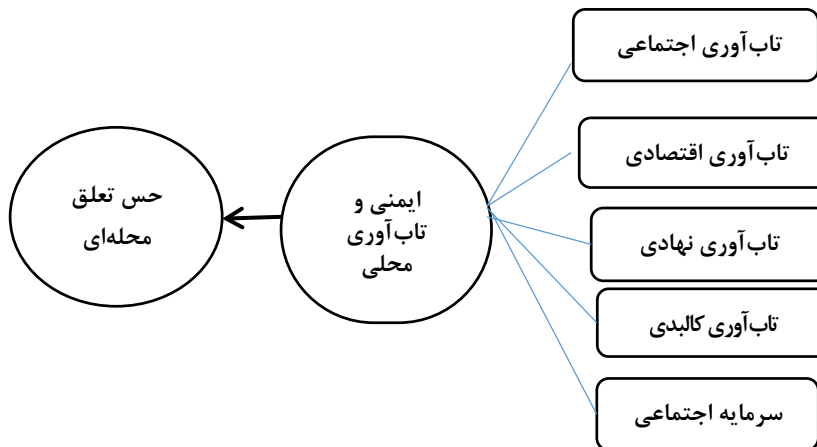 تاب‌آوری اجتماعی
تاب‌آوری اقتصادی
تاب‌آوری نهادی
تاب‌آوری کالبدی
سرمایه اجتماعی
ایمنی و
تاب‌آوری
محلی
حس تعلق
محله‌ای